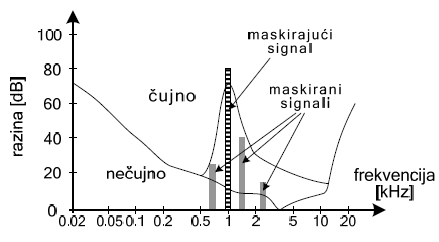 maskirajući
signal
maskirani
signali
čujno
nečujno
razina [dB]
100
80
60
40
20
0
0.02 0.05 0.1 0.2 0.5 1 2 5 10 20
frekvencija
[kHz]